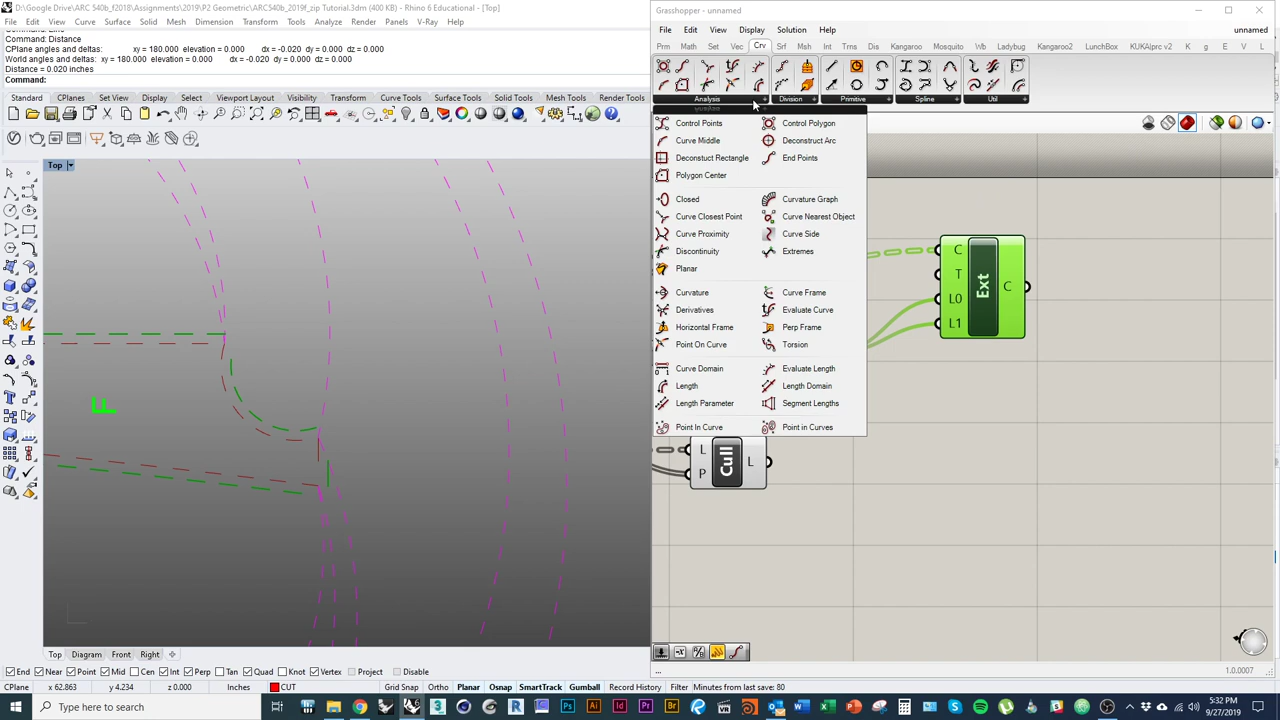 D:\Google Drive\ARC 540b_f2018\Assignments\2019\P2 Geometric\ARC540B_2019f_zip Tutorial.3dm (400 KB) - Rhino 6 Educational - [Top]
File Edit View Curve Surface Solid Mesh Dimension Transform Tools Analyze Render Panels V-Ray Help
Command: Distance
CPlane angles and deltas: xy = 180.000 elevation = 0.000 dx = -0.020 dy = 0.000 dz = 0.000
World angles and deltas: xy = 180.000 elevation = 0.000 dx = -0.020 dy = 0.000 dz = 0.000
Distance = 0.020 inches
Command:
Standard CPlanes Set View Display Select Viewport Layout Visibility Transform Curve Tools Surface Tools Solid Tools Mesh Tools Render Tools
Top
F
Top Diagram Front Right
End Near Point Mid Cen Int Perp Tan Quad Knot Vertex Project Disable
CPlane x 62.863 y 4.234 z 0.000 Inches CUT Grid Snap Ortho Planar Osnap SmartTrack Gumball Record History Filter Minutes from last save: 80
Grasshopper - unnamed
File Edit View Display Solution Help unnamed
Prm Math Set Vec Crv Srf Msh Int Trns Dis Kangaroo Mosquito Wb Ladybug Kangaroo2 LunchBox KUKA|prc v2 K g E V L
Analysis Division Primitive Spline Util
Control Points Control Polygon
Curve Middle Deconstruct Arc
Deconstuct Rectangle End Points
Polygon Center
Closed Curvature Graph
Curve Closest Point Curve Nearest Object
Curve Proximity Curve Side
Discontinuity Extremes
Planar
Curvature Curve Frame
Derivatives Evaluate Curve
Horizontal Frame Perp Frame
Point On Curve Torsion
Curve Domain Evaluate Length
Length Length Domain
Length Parameter Segment Lengths
Point In Curve Point in Curves
C T L0 L1 Ext C
L P Cull L
... 1.0.0007
Type here to search
5:32 PM
9/27/2019